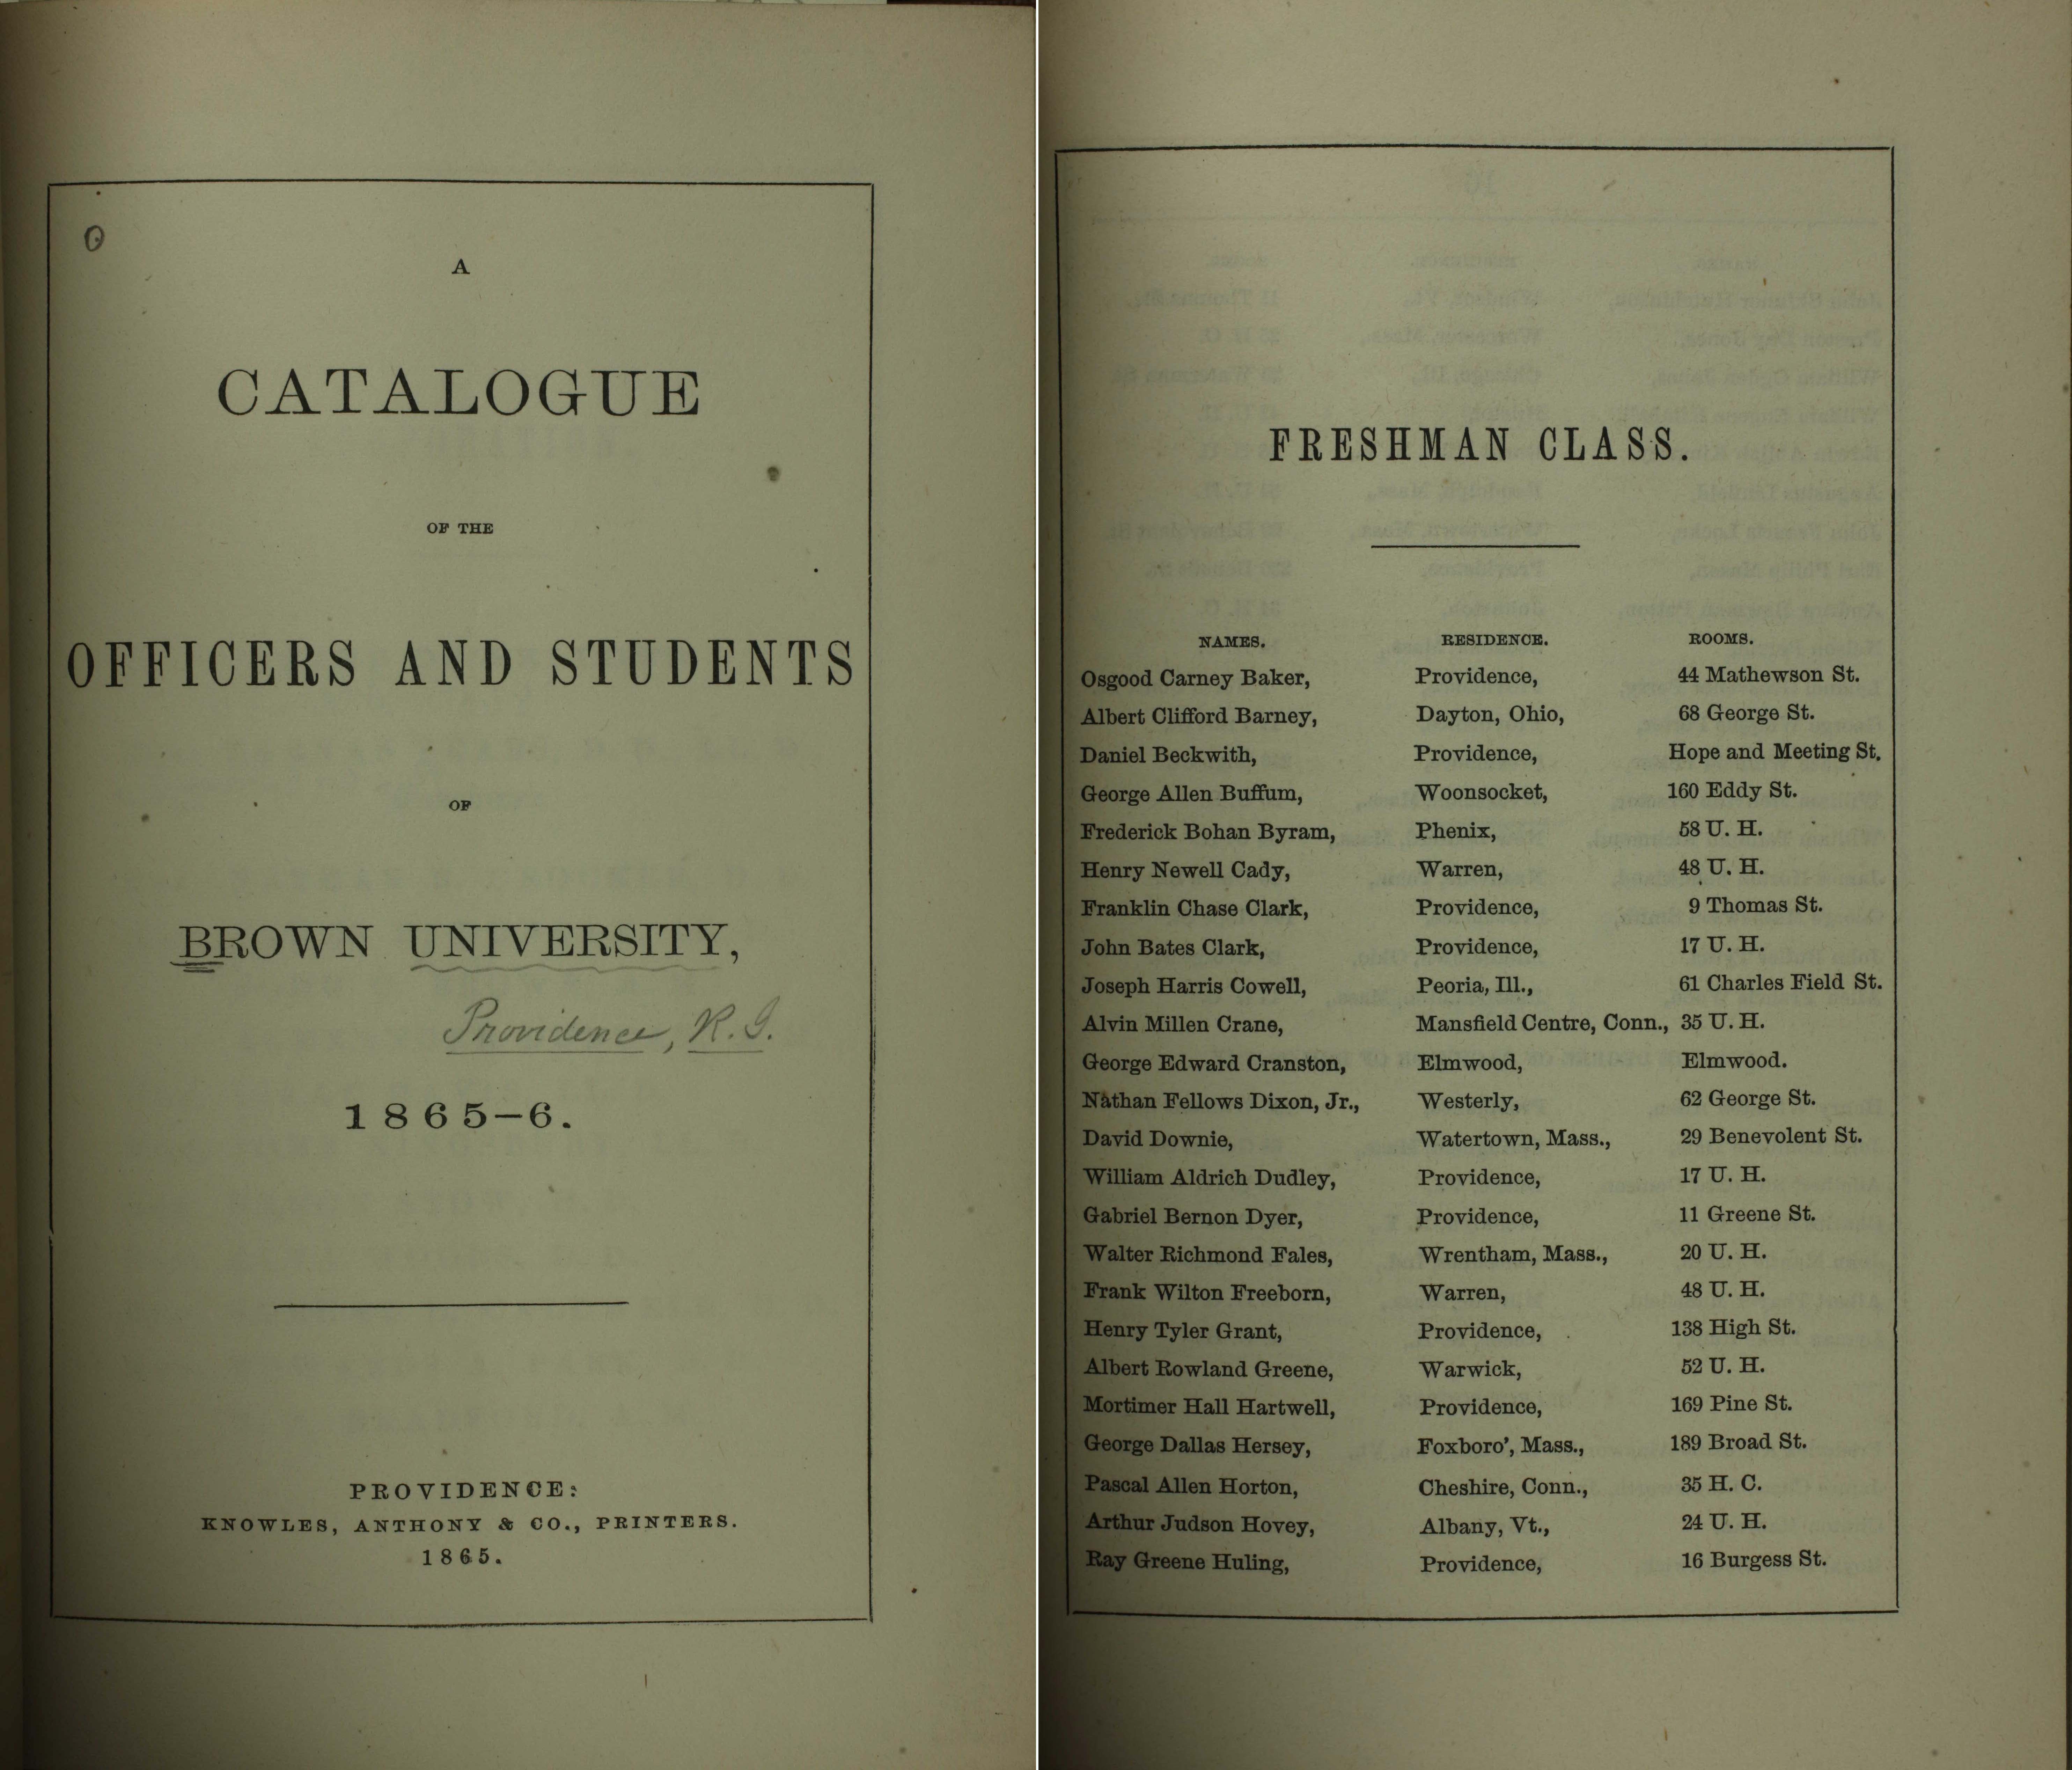 A
CATALOGUE
OF THE
OFFICERS AND STUDENTS
OF
BROWN UNIVERSITY,
Providence, R.I.
1865–6.
PROVIDENCE:
KNOWLES, ANTHONY & CO., PRINTERS.
1865.
FRESHMAN CLASS.
NAMES. RESIDENCE. ROOMS.
Osgood Carney Baker, Providence, 44 Mathewson St.
Albert Clifford Barney, Dayton, Ohio, 68 George St.
Daniel Beckwith, Providence, Hope and Meeting St.
George Allen Buffum, Woonsocket, 160 Eddy St.
Frederick Bohan Byram, Phenix, 58 U. H.
Henry Newell Cady, Warren, 48 U. H.
Franklin Chase Clark, Providence, 9 Thomas St.
John Bates Clark, Providence, 17 U. H.
Joseph Harris Cowell, Peoria, Ill., 61 Charles Field St.
Alvin Millen Crane, Mansfield Centre, Conn., 35 U. H.
George Edward Cranston, Elmwood, Elmwood.
Nathan Fellows Dixon, Jr., Westerly, 62 George St.
David Downie, Watertown, Mass., 29 Benevolent St.
William Aldrich Dudley, Providence, 17 U. H.
Gabriel Bernon Dyer, Providence, 11 Greene St.
Walter Richmond Fales, Wrentham, Mass., 20 U. H.
Frank Wilton Freeborn, Warren, 48 U. H.
Henry Tyler Grant, Providence, 138 High St.
Albert Rowland Greene, Warwick, 52 U. H.
Mortimer Hall Hartwell, Providence, 169 Pine St.
George Dallas Hersey, Foxboro', Mass., 189 Broad St.
Pascal Allen Horton, Cheshire, Conn., 35 H. C.
Arthur Judson Hovey, Albany, Vt., 24 U. H.
Ray Greene Huling, Providence, 16 Burgess St.